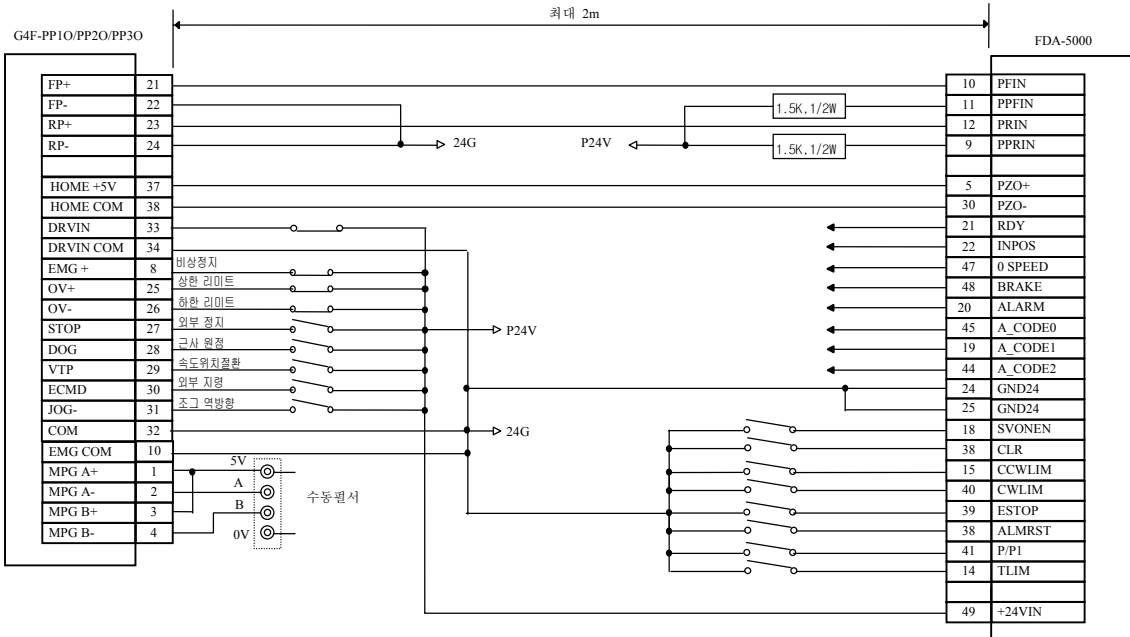 최대 2m
G4F-PP1O/PP2O/PP3O
FDA-5000
FP+ 21
FP- 22
RP+ 23
RP- 24
HOME +5V 37
HOME COM 38
DRVIN 33
DRVIN COM 34
EMG + 8 비상정지
OV+ 25 상한 리미트
OV- 26 하한 리미트
STOP 27 외부 정지
DOG 28 근사 원점
VTP 29 속도위치절환
ECMD 30 외부 지령
JOG- 31 조그 역방향
COM 32
EMG COM 10
MPG A+ 1
MPG A- 2
MPG B+ 3
MPG B- 4
5V
A
B
0V
수동펄서
24G
P24V
1.5K,1/2W
1.5K,1/2W
P24V
24G
10 PFIN
11 PPFIN
12 PRIN
9 PPRIN
5 PZO+
30 PZO-
21 RDY
22 INPOS
47 0 SPEED
48 BRAKE
20 ALARM
45 A_CODE0
19 A_CODE1
44 A_CODE2
24 GND24
25 GND24
18 SVONEN
38 CLR
15 CCWLIM
40 CWLIM
39 ESTOP
38 ALMRST
41 P/P1
14 TLIM
49 +24VIN